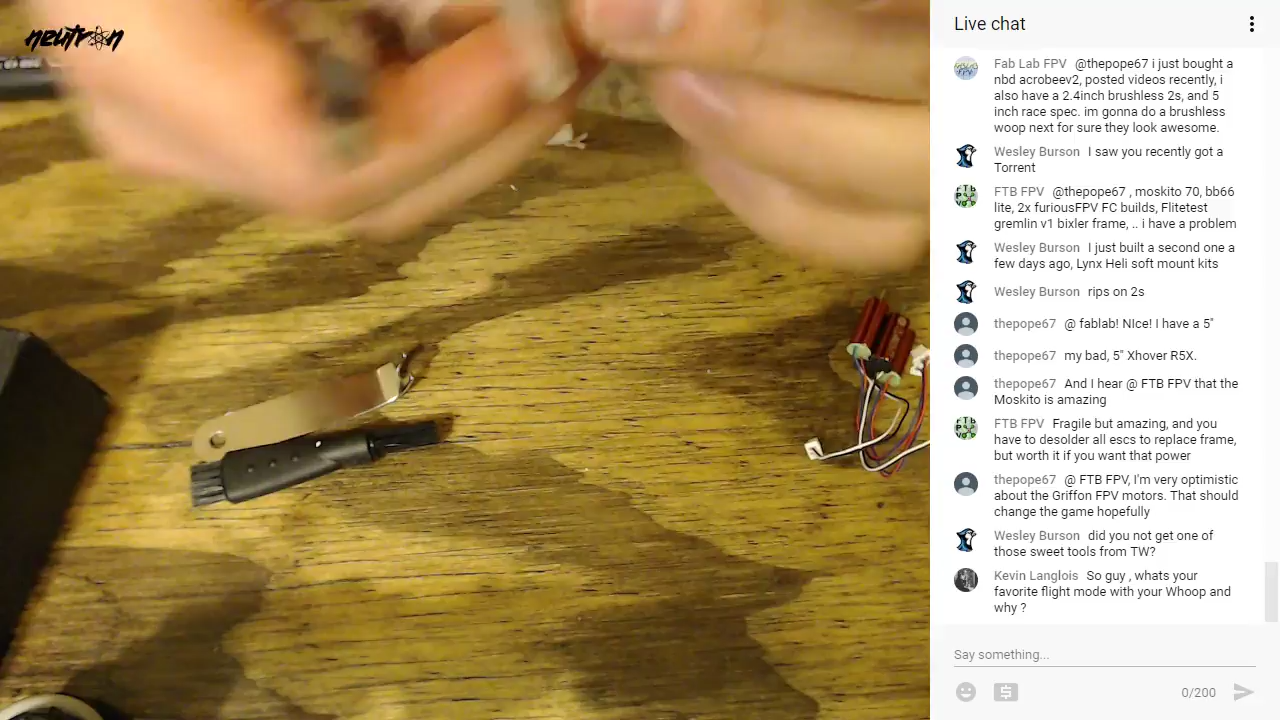 neutron
Live chat
Fab Lab FPV @thepope67 i just bought a
nbd acrobeev2, posted videos recently, i
also have a 2.4inch brushless 2s, and 5
inch race spec. im gonna do a brushless
woop next for sure they look awesome.
Wesley Burson I saw you recently got a
Torrent
FTB FPV @thepope67 , moskito 70, bb66
lite, 2x furiousFPV FC builds, Flitetest
gremlin v1 bixler frame, .. i have a problem
Wesley Burson I just built a second one a
few days ago, Lynx Heli soft mount kits
Wesley Burson rips on 2s
thepope67 @ fablab! NIce! I have a 5"
thepope67 my bad, 5" Xhover R5X.
thepope67 And I hear @ FTB FPV that the
Moskito is amazing
FTB FPV Fragile but amazing, and you
have to desolder all escs to replace frame,
but worth it if you want that power
thepope67 @ FTB FPV, I'm very optimistic
about the Griffon FPV motors. That should
change the game hopefully
Wesley Burson did you not get one of
those sweet tools from TW?
Kevin Langlois So guy , whats your
favorite flight mode with your Whoop and
why ?
Say something...
0/200